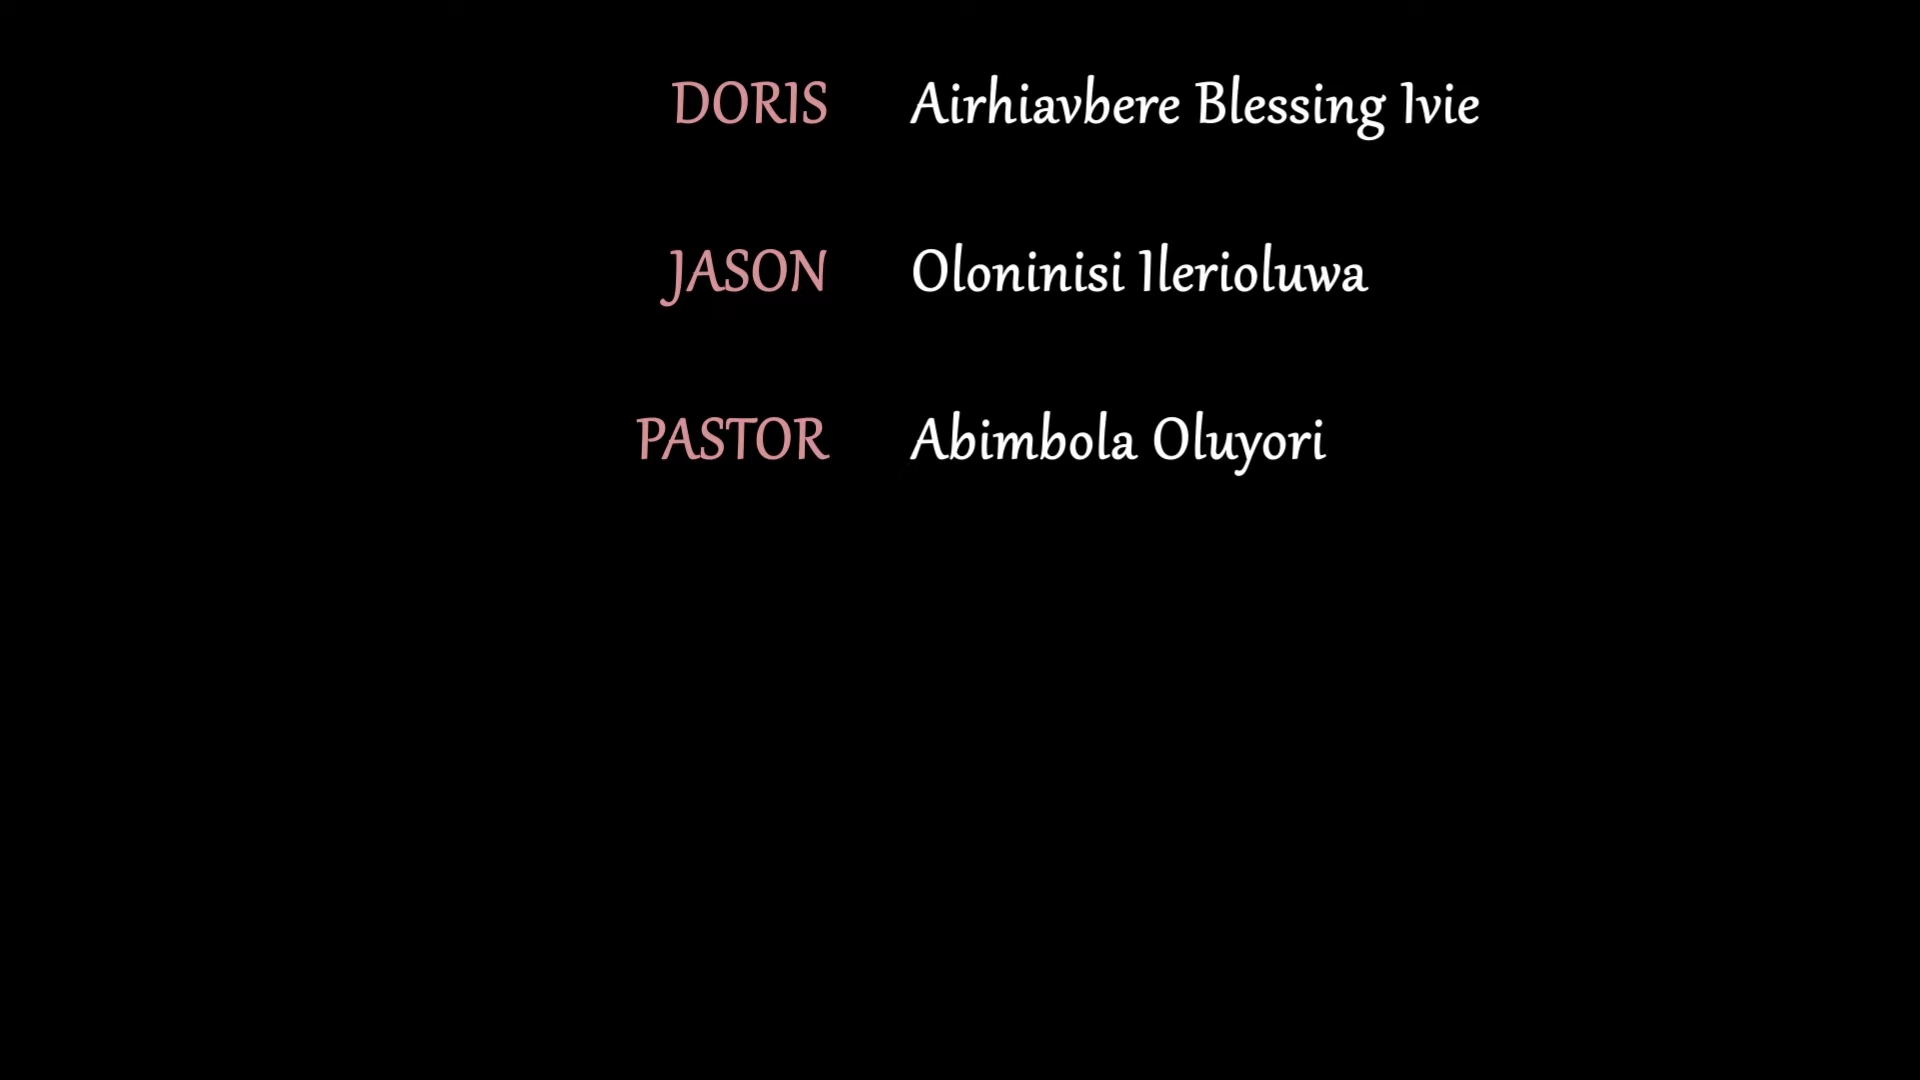 DORIS Airhiavbere Blessing Ivie
JASON Oloninisi Ilerioluwa
PASTOR Abimbola Oluyori